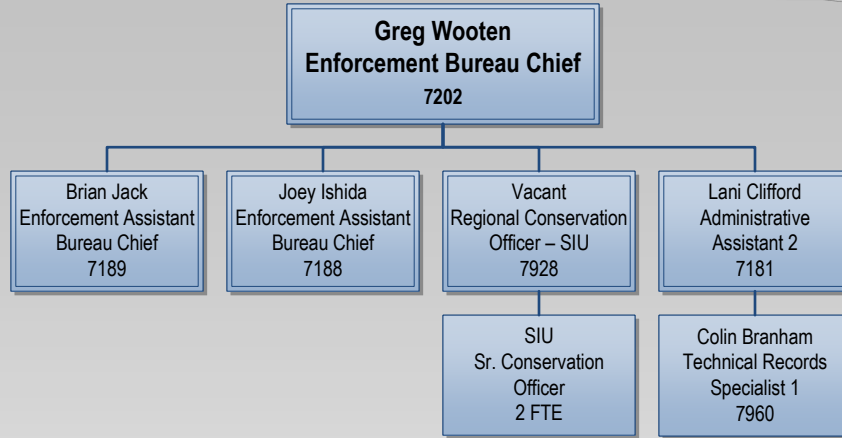 Greg Wooten
Enforcement Bureau Chief
7202
Brian Jack
Enforcement Assistant
Bureau Chief
7189
Joey Ishida
Enforcement Assistant
Bureau Chief
7188
Vacant
Regional Conservation
Officer – SIU
7928
Lani Clifford
Administrative
Assistant 2
7181
SIU
Sr. Conservation
Officer
2 FTE
Colin Branham
Technical Records
Specialist 1
7960